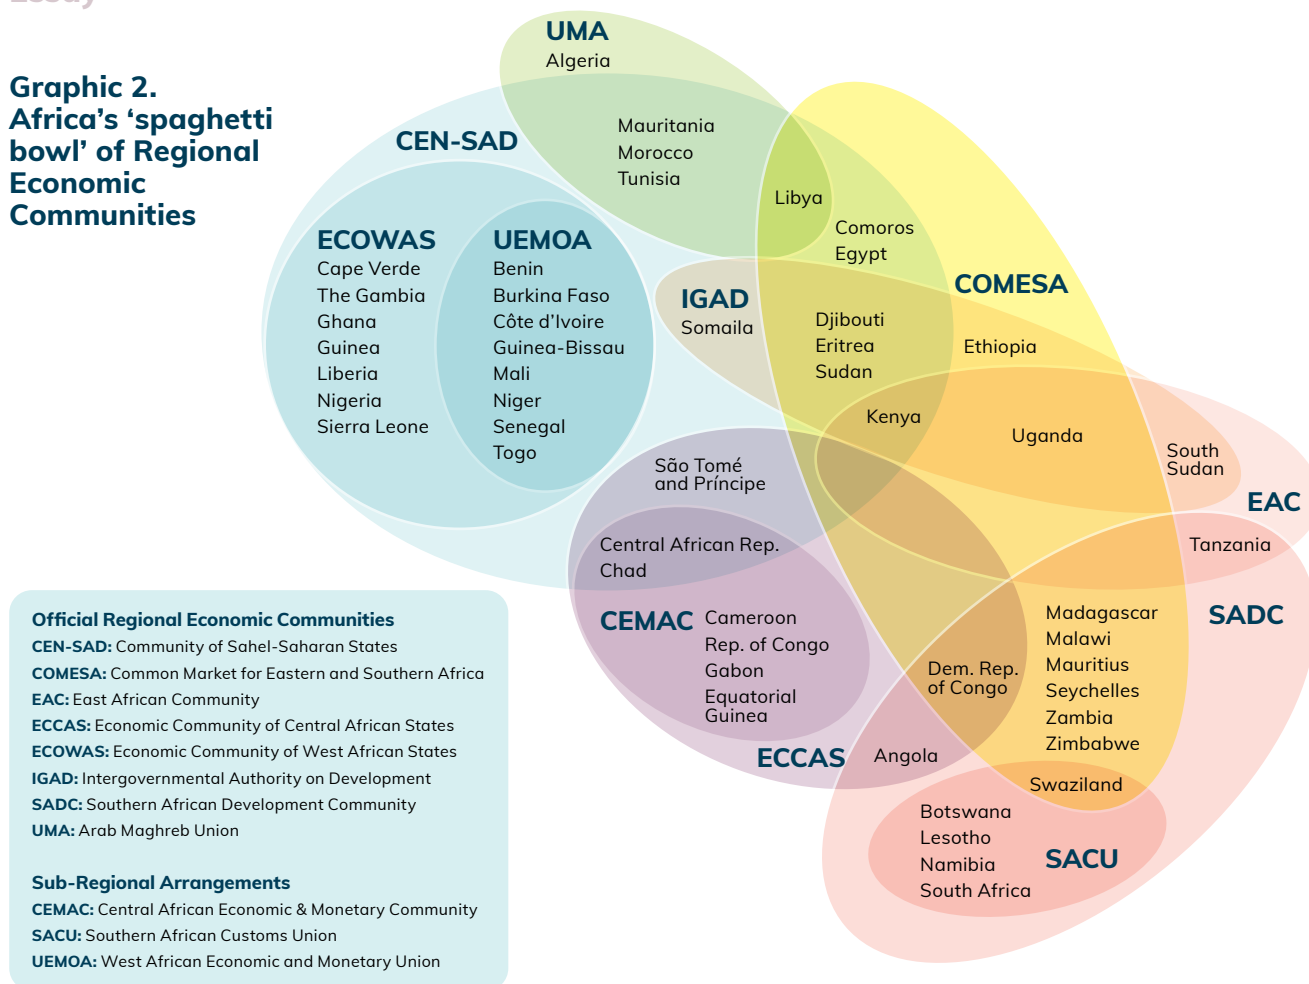 Essay
Graphic 2.
Africa's 'spaghetti
bowl' of Regional
Economic
Communities
UMA
Algeria
CEN-SAD
Mauritania
Morocco
Tunisia
Libya
Comoros
Egypt
COMESA
ECOWAS
Cape Verde
The Gambia
Ghana
Guinea
Liberia
Nigeria
Sierra Leone
UEMOA
Benin
Burkina Faso
Côte d'Ivoire
Guinea-Bissau
Mali
Niger
Senegal
Togo
IGAD
Somaila
Djibouti
Eritrea
Sudan
Ethiopia
Kenya
Uganda
South
Sudan
EAC
São Tomé
and Príncipe
Central African Rep.
Chad
Tanzania
CEMAC
Cameroon
Rep. of Congo
Gabon
Equatorial
Guinea
ECCAS
Dem. Rep.
of Congo
Angola
Madagascar
Malawi
Mauritius
Seychelles
Zambia
Zimbabwe
SADC
Swaziland
Botswana
Lesotho
Namibia
South Africa
SACU
Official Regional Economic Communities
CEN-SAD: Community of Sahel-Saharan States
COMESA: Common Market for Eastern and Southern Africa
EAC: East African Community
ECCAS: Economic Community of Central African States
ECOWAS: Economic Community of West African States
IGAD: Intergovernmental Authority on Development
SADC: Southern African Development Community
UMA: Arab Maghreb Union
Sub-Regional Arrangements
CEMAC: Central African Economic & Monetary Community
SACU: Southern African Customs Union
UEMOA: West African Economic and Monetary Union